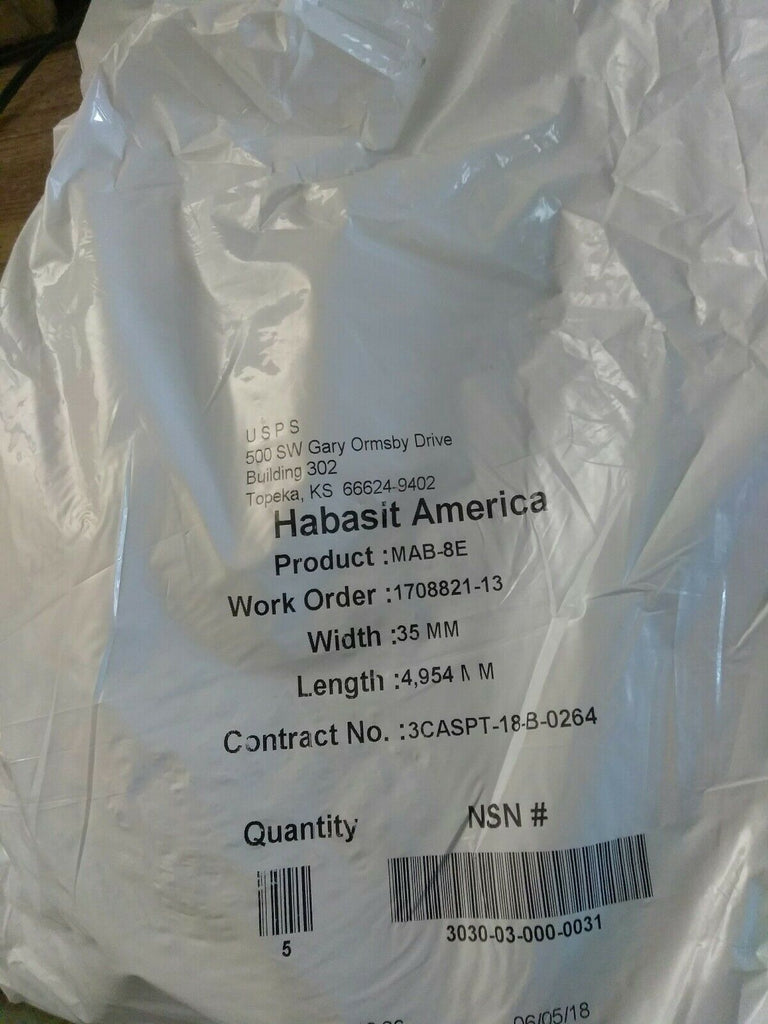 USPS
500 SW Gary Ormsby Drive
Building 302
Topeka, KS 66624-9402
Habasit America
Product :MAB-8E
Work Order :1708821-13
Width :35 MM
Length :4,954 MM
Contract No. :3CASPT-18-B-0264
Quantity NSN #
5 3030-03-000-0031
06/05/18